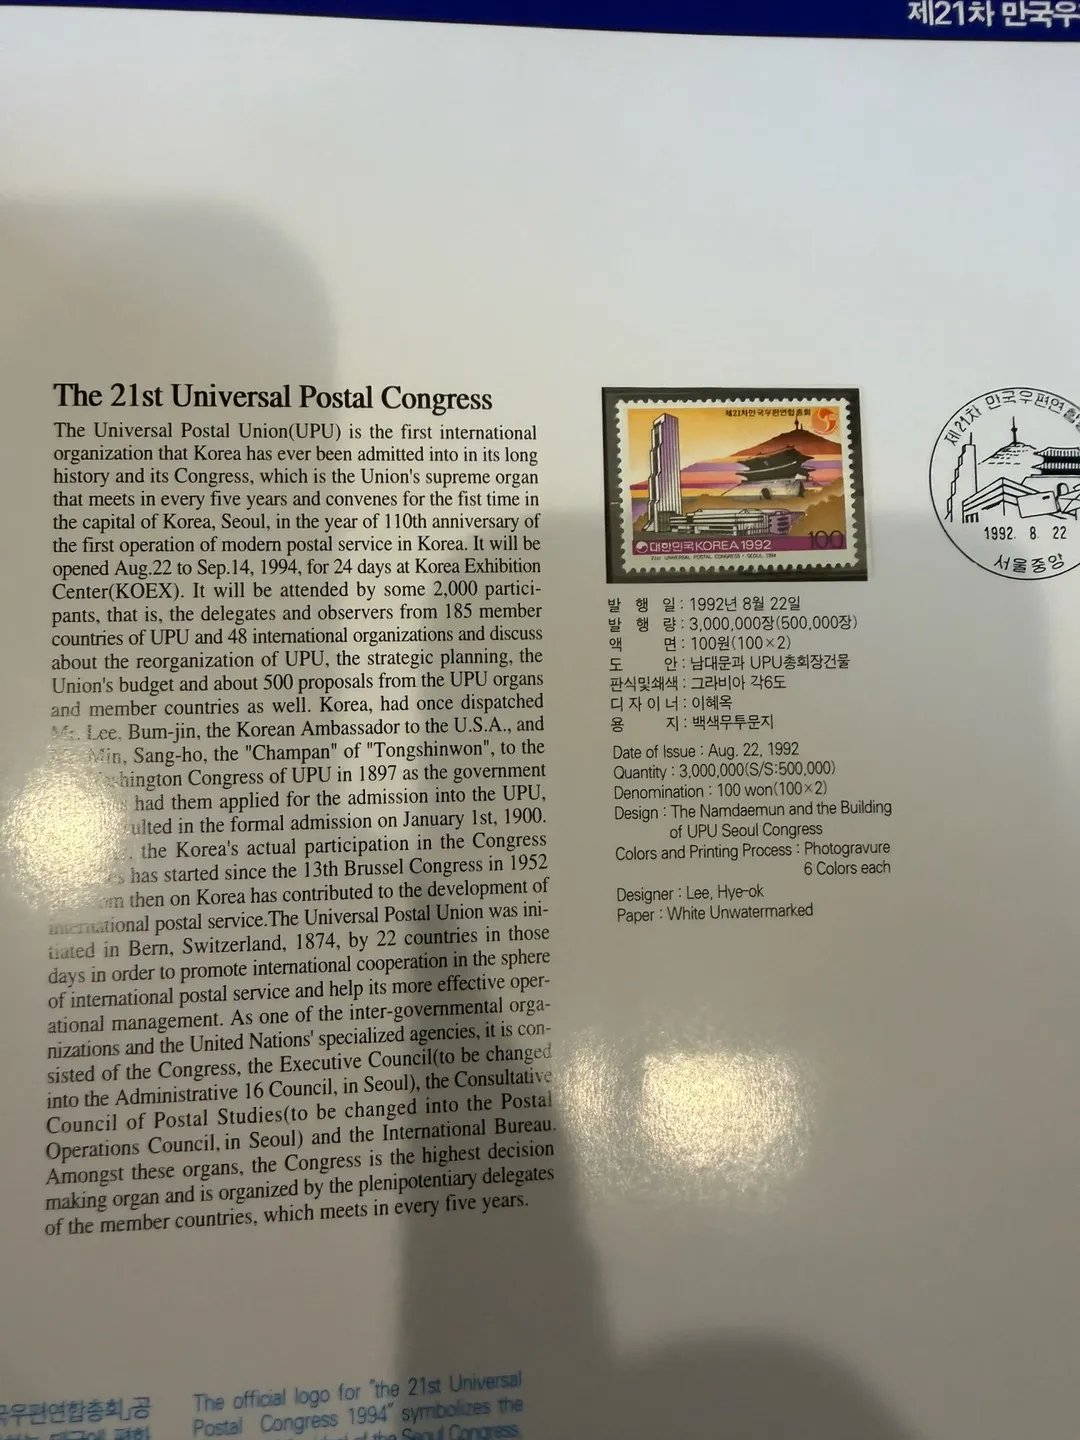 제21차 만국우
The 21st Universal Postal Congress
The Universal Postal Union(UPU) is the first international
organization that Korea has ever been admitted into in its long
history and its Congress, which is the Union's supreme organ
that meets in every five years and convenes for the fist time in
the capital of Korea, Seoul, in the year of 110th anniversary of
the first operation of modern postal service in Korea. It will be
opened Aug.22 to Sep.14, 1994, for 24 days at Korea Exhibition
Center(KOEX). It will be attended by some 2,000 partici-
pants, that is, the delegates and observers from 185 member
countries of UPU and 48 international organizations and discuss
about the reorganization of UPU, the strategic planning, the
Union's budget and about 500 proposals from the UPU organs
and member countries as well. Korea, had once dispatched
Mr. Lee, Bum-jin, the Korean Ambassador to the U.S.A., and
Min, Sang-ho, the "Champan" of "Tongshinwon", to the
shington Congress of UPU in 1897 as the government
had them applied for the admission into the UPU,
ulted in the formal admission on January 1st, 1900.
, the Korea's actual participation in the Congress
s has started since the 13th Brussel Congress in 1952
om then on Korea has contributed to the development of
international postal service.The Universal Postal Union was ini-
tiated in Bern, Switzerland, 1874, by 22 countries in those
days in order to promote international cooperation in the sphere
of international postal service and help its more effective oper-
ational management. As one of the inter-governmental orga-
nizations and the United Nations' specialized agencies, it is con-
sisted of the Congress, the Executive Council(to be changed
into the Administrative 16 Council, in Seoul), the Consultative
Council of Postal Studies(to be changed into the Postal
Operations Council, in Seoul) and the International Bureau.
Amongst these organs, the Congress is the highest decision
making organ and is organized by the plenipotentiary delegates
of the member countries, which meets in every five years.
제21차만국우편연합총회
대한민국 KOREA 1992 100
21st UNIVERSAL POSTAL CONGRESS · SEOUL 1994
제21차 만국우편연합
1992. 8. 22
서울중앙
발 행 일 : 1992년 8월 22일
발 행 량 : 3,000,000장(500,000장)
액 면 : 100원(100×2)
도 안 : 남대문과 UPU총회장건물
판식및쇄색 : 그라비아 각6도
디 자 이 너 : 이혜옥
용 지 : 백색무투문지
Date of Issue : Aug. 22, 1992
Quantity : 3,000,000(S/S:500,000)
Denomination : 100 won(100×2)
Design : The Namdaemun and the Building
of UPU Seoul Congress
Colors and Printing Process : Photogravure
6 Colors each
Designer : Lee, Hye-ok
Paper : White Unwatermarked
국우편연합총회」공
The official logo for "the 21st Universal
Postal Congress 1994" symbolizes the
of the Seoul Congress